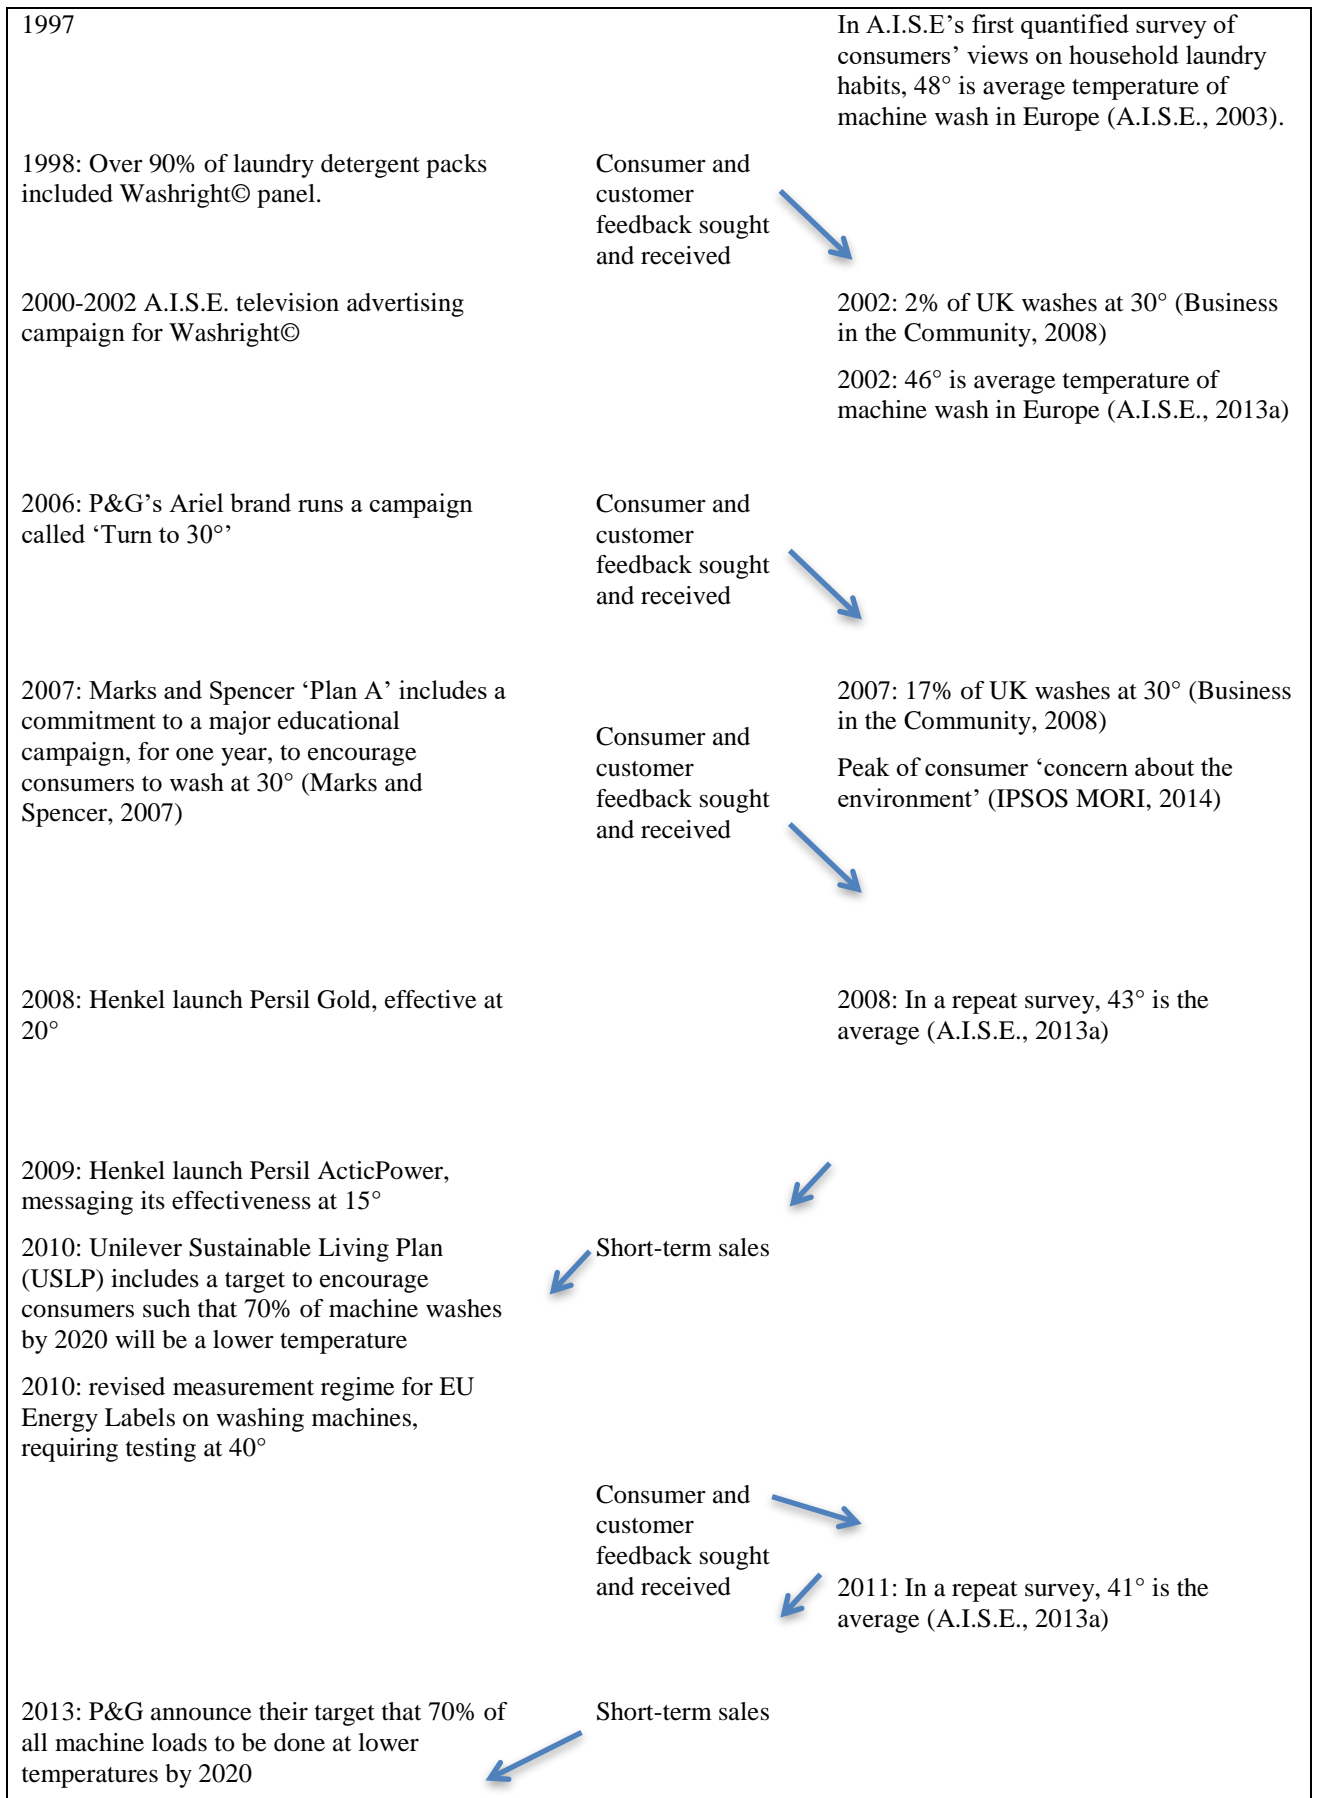 1997
In A.I.S.E’s first quantified survey of
consumers’ views on household laundry
habits, 48° is average temperature of
machine wash in Europe (A.I.S.E., 2003).
1998: Over 90% of laundry detergent packs
included Washright© panel.
Consumer and
customer
feedback sought
and received
2000-2002 A.I.S.E. television advertising
campaign for Washright©
2002: 2% of UK washes at 30° (Business
in the Community, 2008)
2002: 46° is average temperature of
machine wash in Europe (A.I.S.E., 2013a)
2006: P&G’s Ariel brand runs a campaign
called ‘Turn to 30°’
Consumer and
customer
feedback sought
and received
2007: Marks and Spencer ‘Plan A’ includes a
commitment to a major educational
campaign, for one year, to encourage
consumers to wash at 30° (Marks and
Spencer, 2007)
Consumer and
customer
feedback sought
and received
2007: 17% of UK washes at 30° (Business
in the Community, 2008)
Peak of consumer ‘concern about the
environment’ (IPSOS MORI, 2014)
2008: Henkel launch Persil Gold, effective at
20°
2008: In a repeat survey, 43° is the
average (A.I.S.E., 2013a)
2009: Henkel launch Persil ActicPower,
messaging its effectiveness at 15°
2010: Unilever Sustainable Living Plan
(USLP) includes a target to encourage
consumers such that 70% of machine washes
by 2020 will be a lower temperature
Short-term sales
2010: revised measurement regime for EU
Energy Labels on washing machines,
requiring testing at 40°
Consumer and
customer
feedback sought
and received
2011: In a repeat survey, 41° is the
average (A.I.S.E., 2013a)
2013: P&G announce their target that 70% of
all machine loads to be done at lower
temperatures by 2020
Short-term sales